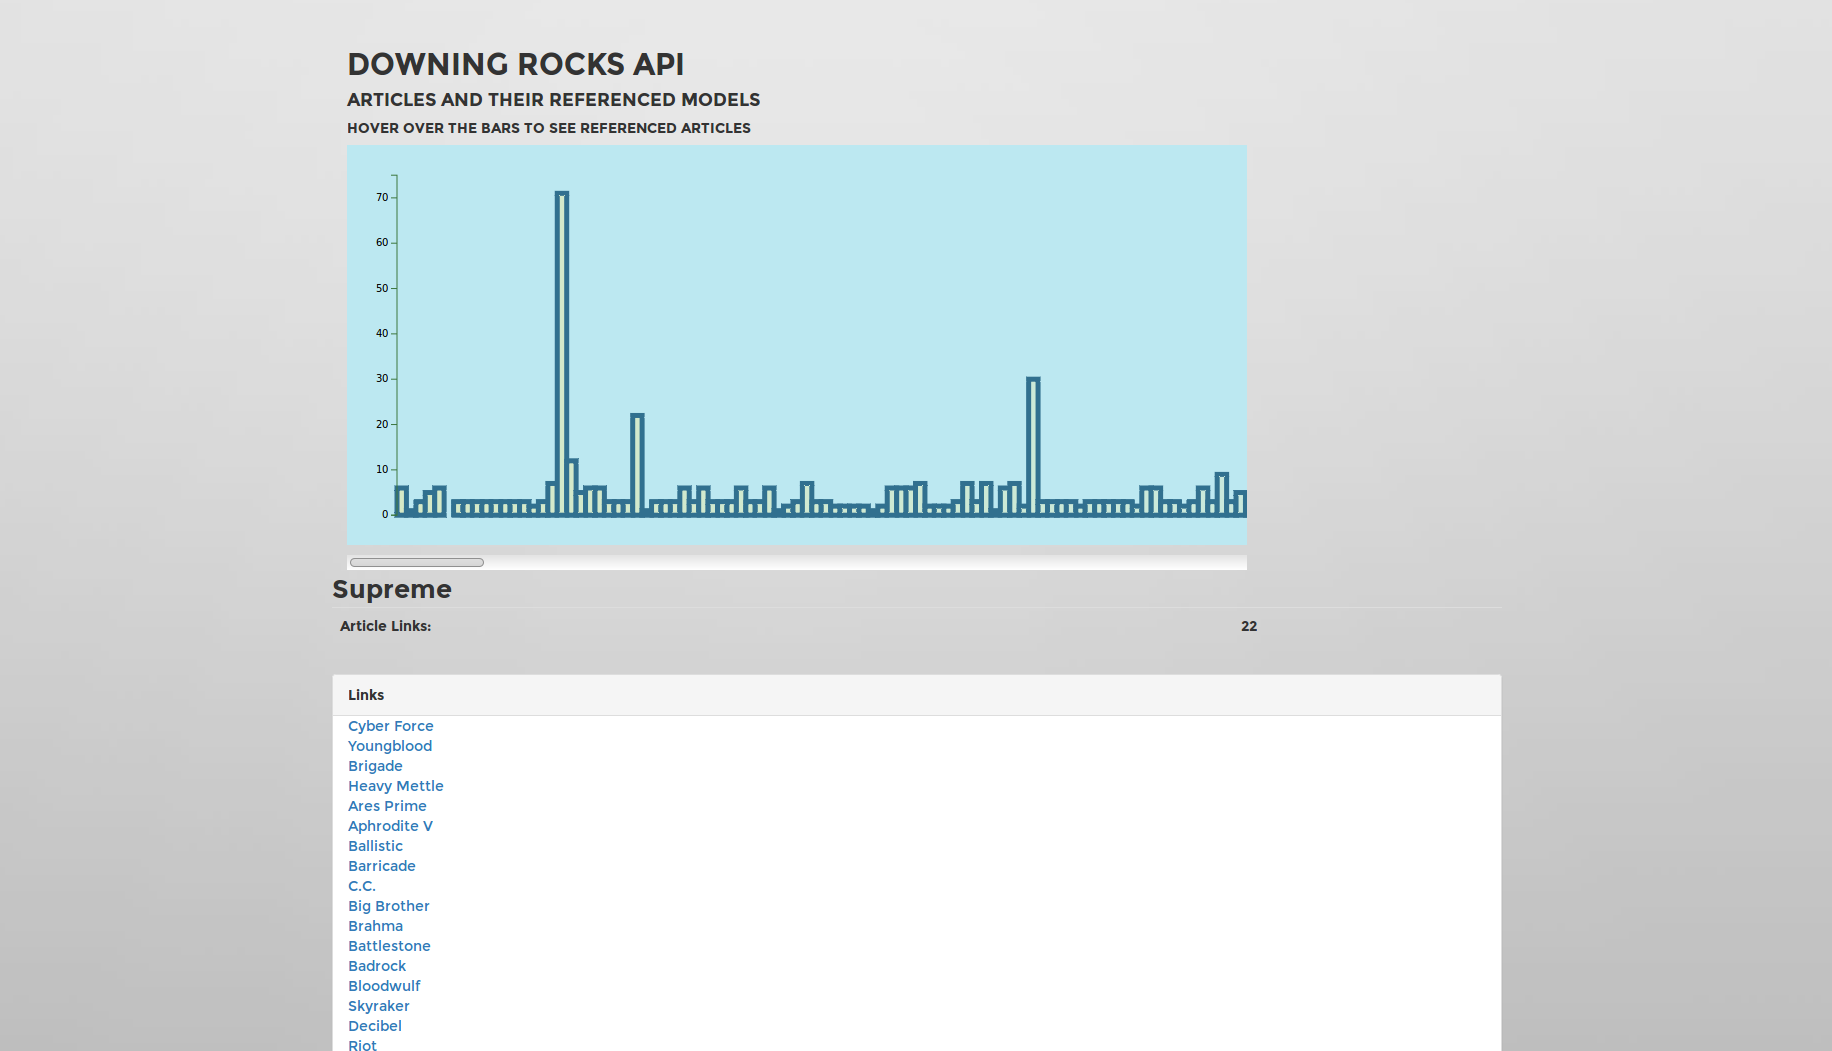 DOWNING ROCKS API
ARTICLES AND THEIR REFERENCED MODELS
HOVER OVER THE BARS TO SEE REFERENCED ARTICLES
70
60
50
40
30
20
10
0
Supreme
Article Links: 22
Links
Cyber Force
Youngblood
Brigade
Heavy Mettle
Ares Prime
Aphrodite V
Ballistic
Barricade
C.C.
Big Brother
Brahma
Battlestone
Badrock
Bloodwulf
Skyraker
Decibel
Riot